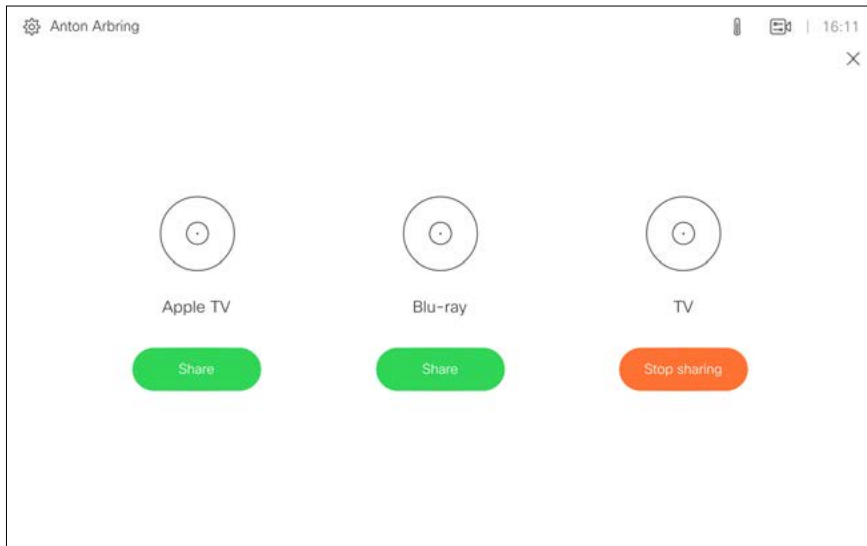 Anton Arbring
16:11
Apple TV
Blu-ray
TV
Share
Share
Stop sharing